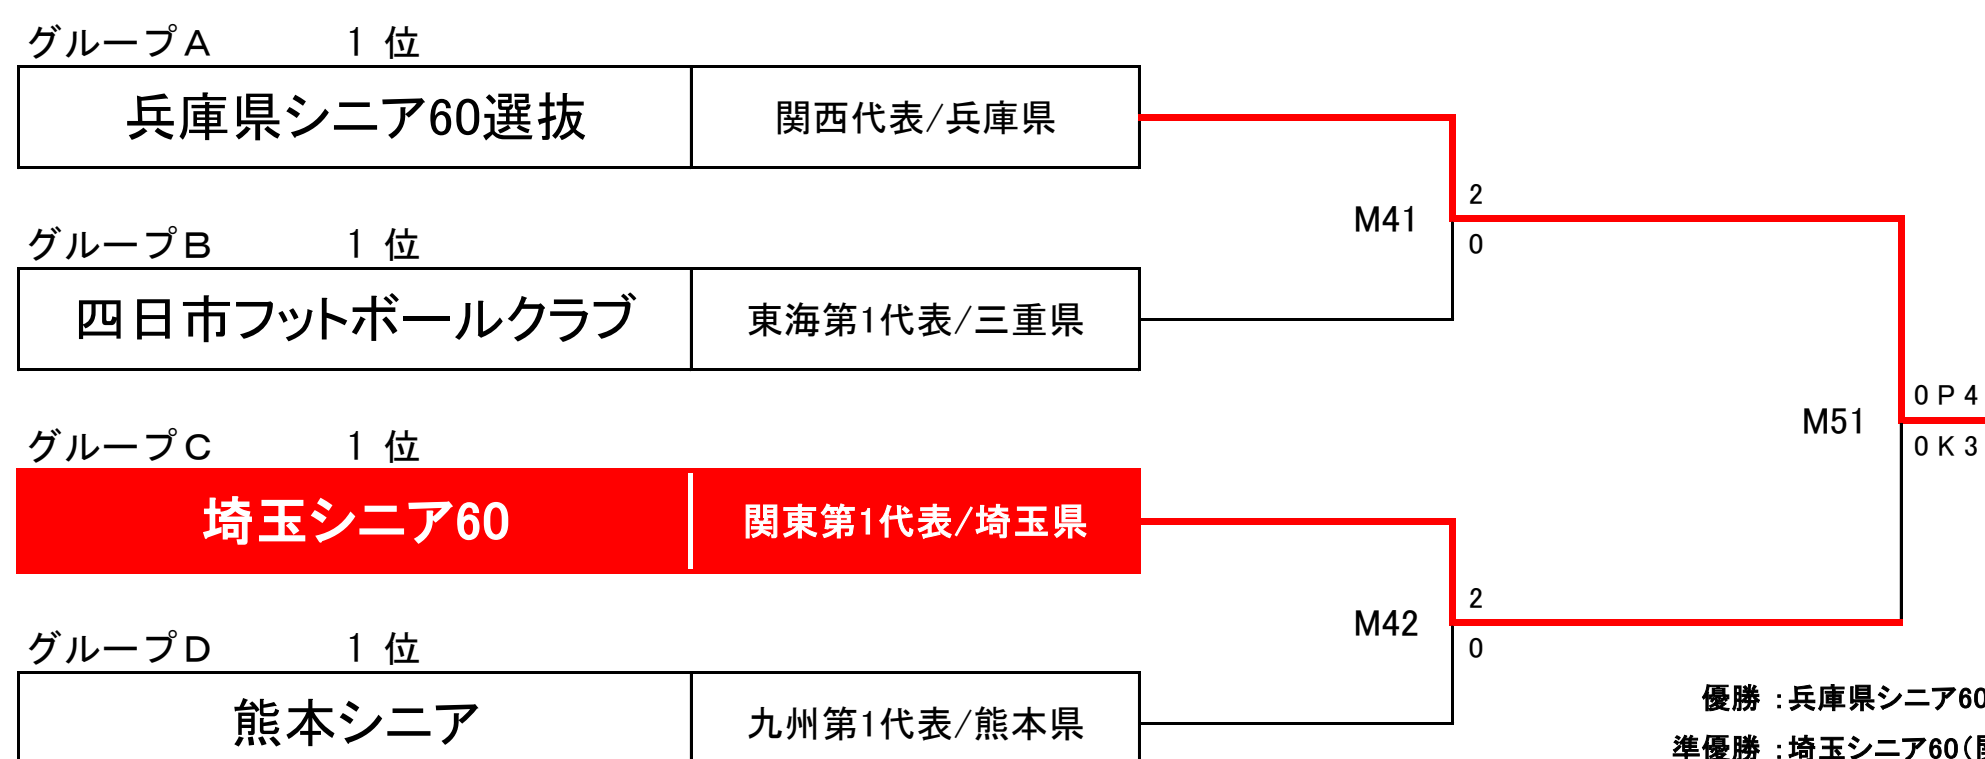 グループA 1 位
兵庫県シニア60選抜 関西代表/兵庫県
2
M41
0
グループB 1 位
四日市フットボールクラブ 東海第1代表/三重県
0 P 4
M51
0 K 3
グループC 1 位
埼玉シニア60 関東第1代表/埼玉県
2
M42
0
グループD 1 位
熊本シニア 九州第1代表/熊本県
優勝 :兵庫県シニア60
準優勝 :埼玉シニア60(関